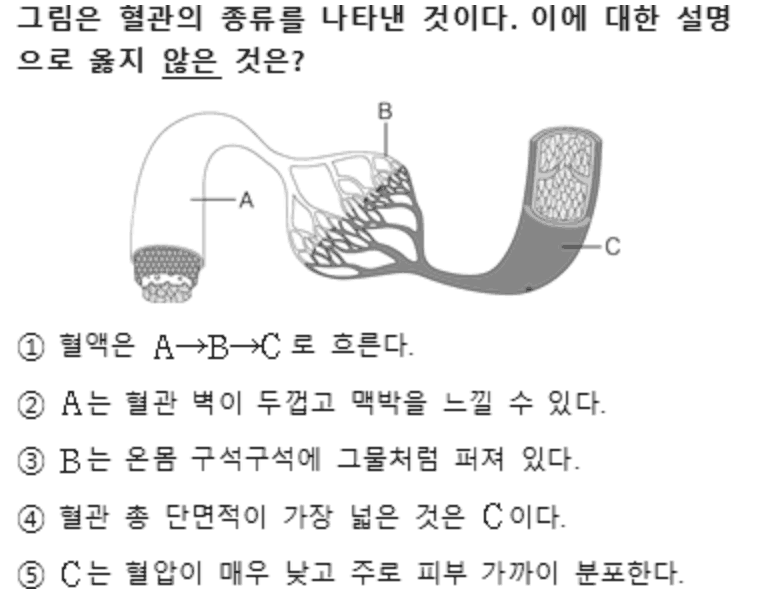 그림은 혈관의 종류를 나타낸 것이다. 이에 대한 설명
으로 옳지 않은 것은?
B
A
C
① 혈액은 A→B→C 로 흐른다.
② A는 혈관 벽이 두껍고 맥박을 느낄 수 있다.
③ B는 온몸 구석구석에 그물처럼 퍼져 있다.
④ 혈관 총 단면적이 가장 넓은 것은 C이다.
⑤ C는 혈압이 매우 낮고 주로 피부 가까이 분포한다.